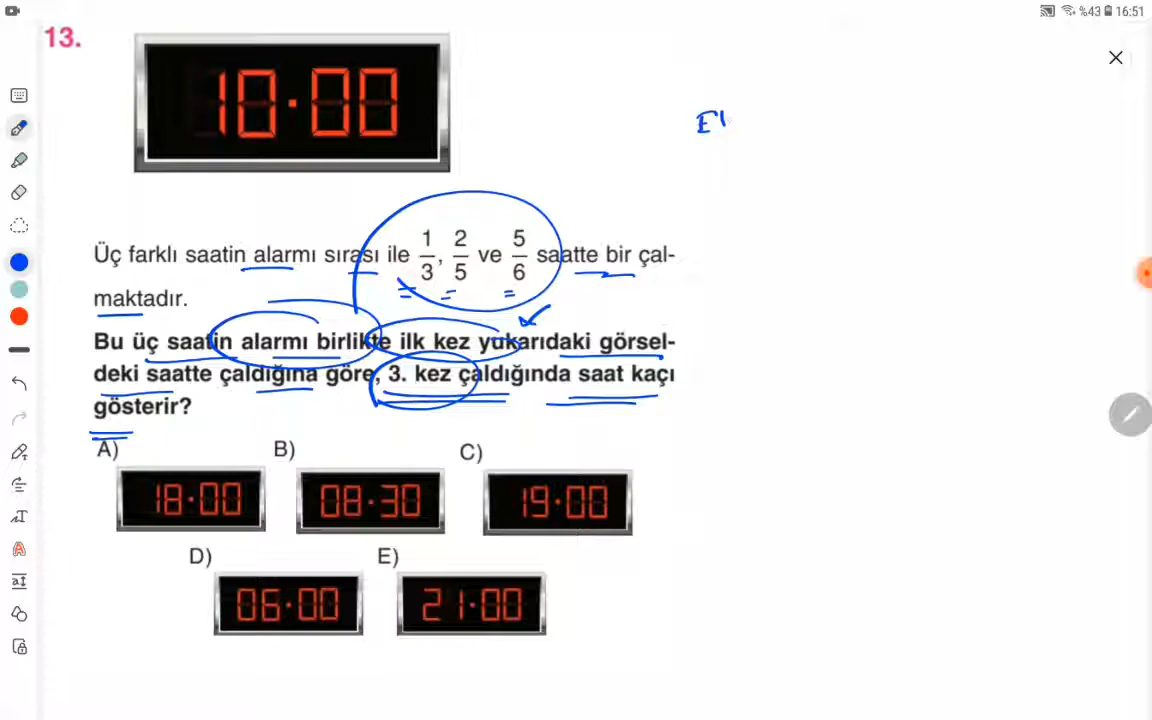 %43 16:51
13.
10.00
E
Üç farklı saatin alarmı sırası ile 1/3, 2/5 ve 5/6 saatte bir çal-
maktadır.
Bu üç saatin alarmı birlikte ilk kez yukarıdaki görsel-
deki saatte çaldığına göre, 3. kez çaldığında saat kaçı
gösterir?
A) B) C)
18.00 08.30 19.00
D) E)
06.00 21.00